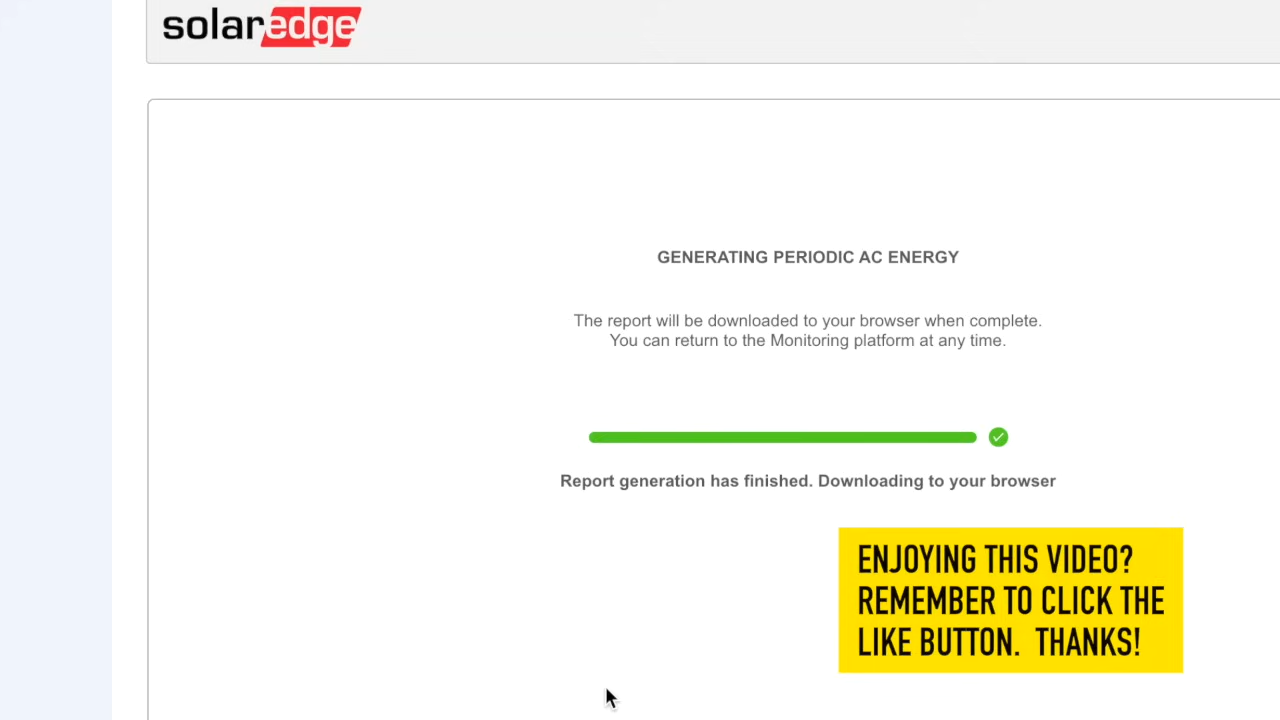 solaredge
GENERATING PERIODIC AC ENERGY
The report will be downloaded to your browser when complete.
You can return to the Monitoring platform at any time.
Report generation has finished. Downloading to your browser
ENJOYING THIS VIDEO?
REMEMBER TO CLICK THE
LIKE BUTTON. THANKS!